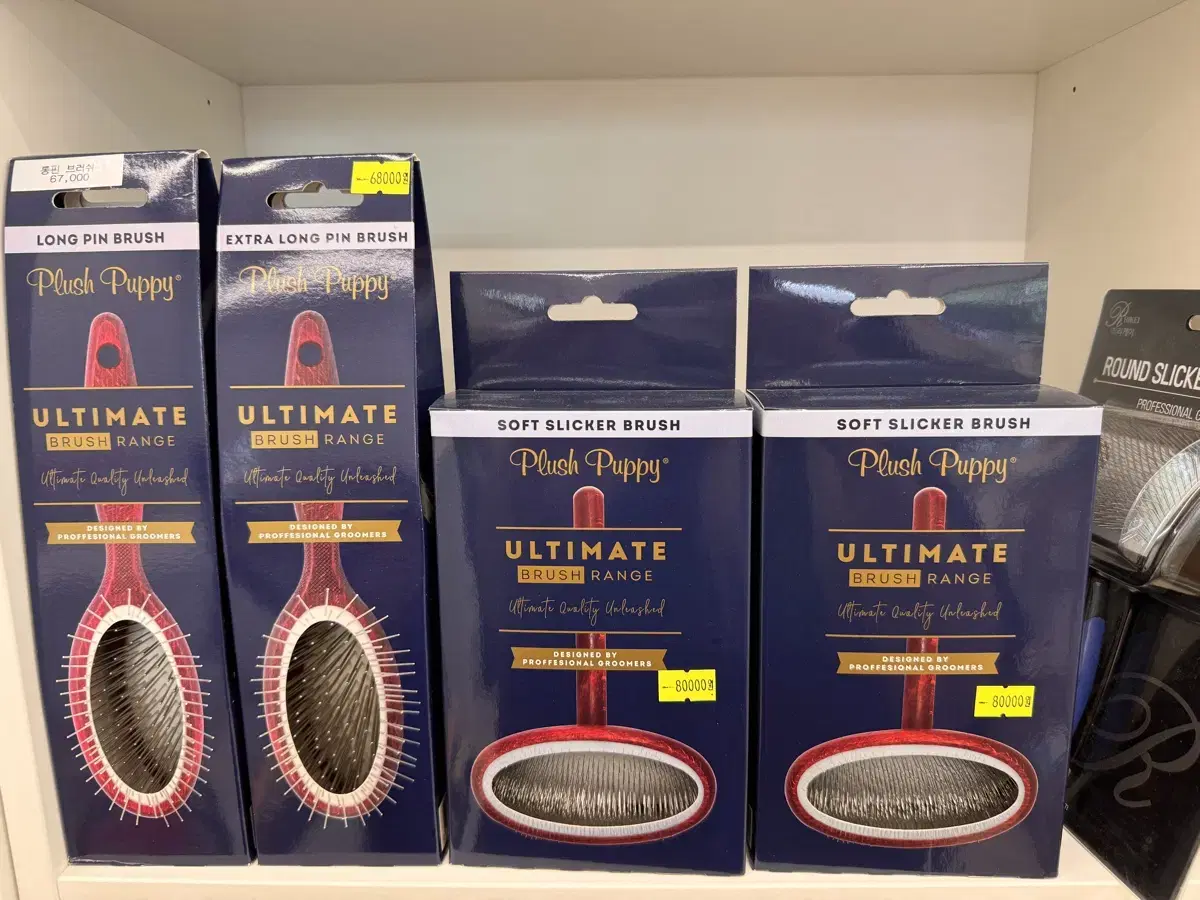 롱핀 브러쉬
67,000
LONG PIN BRUSH
Plush Puppy®
ULTIMATE
BRUSH RANGE
Ultimate Quality Unleashed
DESIGNED BY
PROFFESIONAL GROOMERS
68000원
EXTRA LONG PIN BRUSH
Plush Puppy
ULTIMATE
BRUSH RANGE
Ultimate Quality Unleashed
DESIGNED BY
PROFFESIONAL GROOMERS
SOFT SLICKER BRUSH
Plush Puppy®
ULTIMATE
BRUSH RANGE
Ultimate Quality Unleashed
DESIGNED BY
PROFFESIONAL GROOMERS
80000원
SOFT SLICKER BRUSH
Plush Puppy®
ULTIMATE
BRUSH RANGE
Ultimate Quality Unleashed
DESIGNED BY
PROFFESIONAL GROOMERS
80000원
ROUND SLICKE
PROFESSIONAL